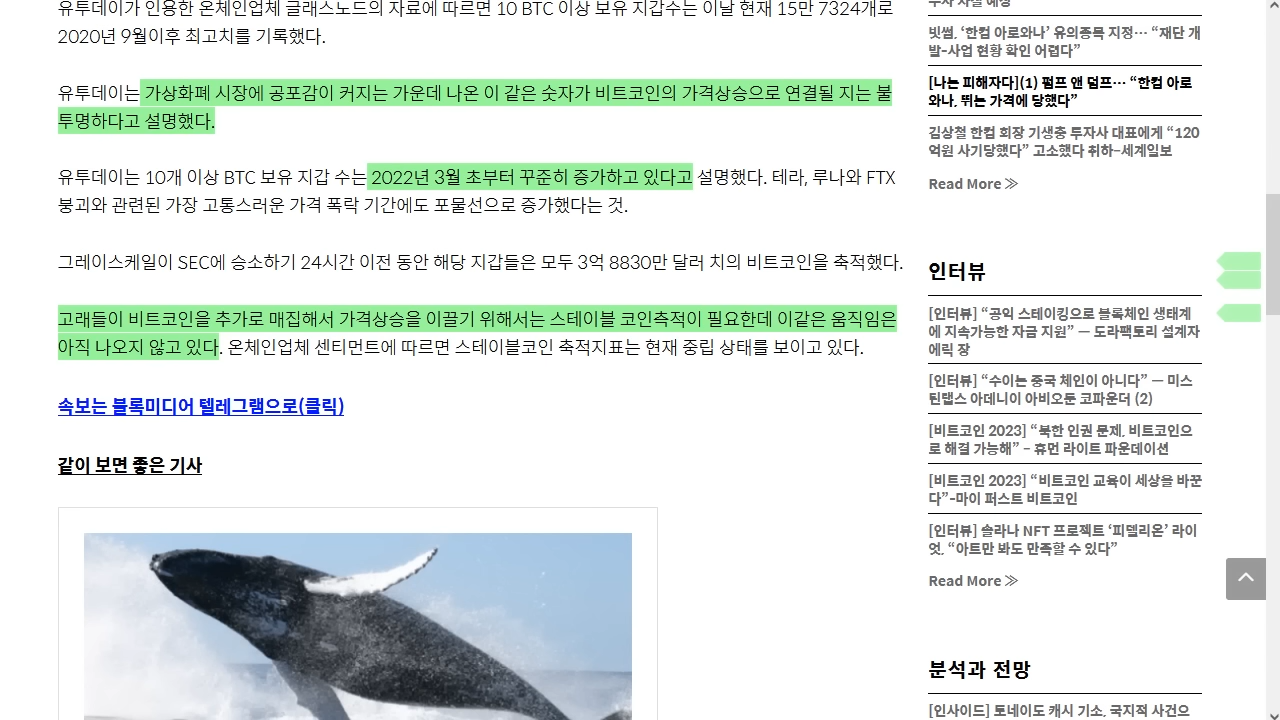 유투데이가 인용한 온체인업체 글래스노드의 자료에 따르면 10 BTC 이상 보유 지갑수는 이날 현재 15만 7324개로
2020년 9월이후 최고치를 기록했다.
유투데이는 가상화폐 시장에 공포감이 커지는 가운데 나온 이 같은 숫자가 비트코인의 가격상승으로 연결될 지는 불
투명하다고 설명했다.
유투데이는 10개 이상 BTC 보유 지갑 수는 2022년 3월 초부터 꾸준히 증가하고 있다고 설명했다. 테라, 루나와 FTX
붕괴와 관련된 가장 고통스러운 가격 폭락 기간에도 포물선으로 증가했다는 것.
그레이스케일이 SEC에 승소하기 24시간 이전 동안 해당 지갑들은 모두 3억 8830만 달러 치의 비트코인을 축적했다.
고래들이 비트코인을 추가로 매집해서 가격상승을 이끌기 위해서는 스테이블 코인측적이 필요한데 이같은 움직임은
아직 나오지 않고 있다. 온체인업체 센티먼트에 따르면 스테이블코인 축적지표는 현재 중립 상태를 보이고 있다.
속보는 블록미디어 텔레그램으로(클릭)
같이 보면 좋은 기사
빗썸, ‘한컴 아로와나’ 유의종목 지정… “재단 개
발-사업 현황 확인 어렵다”
[나는 피해자다](1) 펌프 앤 덤프… “한컴 아로
와나, 뛰는 가격에 당했다”
김상철 한컴 회장 기생충 투자사 대표에게 “120
억원 사기당했다” 고소했다 취하–세계일보
Read More ≫
인터뷰
[인터뷰] “공익 스테이킹으로 블록체인 생태계
에 지속가능한 자금 지원” — 도라팩토리 설계자
에릭 장
[인터뷰] “수이는 중국 체인이 아니다” — 미스
틴랩스 아데니이 아비오둔 코파운더 (2)
[비트코인 2023] “북한 인권 문제, 비트코인으
로 해결 가능해” – 휴먼 라이트 파운데이션
[비트코인 2023] “비트코인 교육이 세상을 바꾼
다”-마이 퍼스트 비트코인
[인터뷰] 솔라나 NFT 프로젝트 ‘피델리온’ 라이
엇, “아트만 봐도 만족할 수 있다”
Read More ≫
분석과 전망
[인사이드] 토네이도 캐시 기소, 국지적 사건으